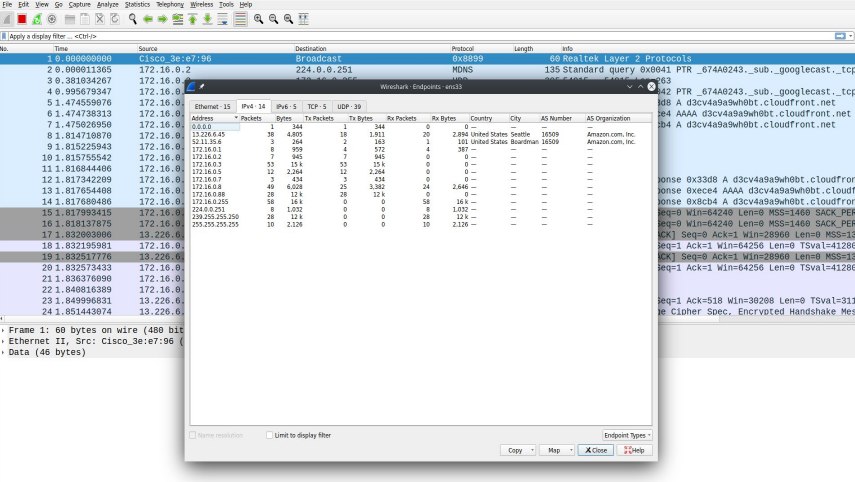 File Edit View Go Capture Analyze Statistics Telephony Wireless Tools Help
Apply a display filter ... <Ctrl-/>
No. Time Source Destination Protocol Length Info
1 0.000000000 Cisco_3e:e7:96 Broadcast 0x8899 60 Realtek Layer 2 Protocols
2 0.000011365 172.16.0.2 224.0.0.251 MDNS 135 Standard query 0x0041 PTR _674A0243._sub._googlecast._tcp
3 0.381034267 172.16.0.
4 0.995679347 172.16.0. 0042 PTR _674A0243._sub._googlecast._tcp
5 1.474559076 172.16.0. d8 A d3cv4a9a9wh0bt.cloudfront.net
6 1.474738313 172.16.0. ce4 AAAA d3cv4a9a9wh0bt.cloudfront.net
7 1.475026950 172.16.0. cb4 A d3cv4a9a9wh0bt.cloudfront.net
8 1.814710870 172.16.0.
9 1.815225943 172.16.0.
10 1.815755542 172.16.0.
11 1.816844406 172.16.0.
12 1.817342209 172.16.0. ponse 0x33d8 A d3cv4a9a9wh0bt.clou
13 1.817654408 172.16.0. ponse 0xece4 AAAA d3cv4a9a9wh0bt.c
14 1.817680486 172.16.0. ponse 0x8cb4 A d3cv4a9a9wh0bt.clou
15 1.817993415 172.16.0. Seq=0 Win=64240 Len=0 MSS=1460 SACK_PER
16 1.818137875 172.16.0. Seq=0 Win=64240 Len=0 MSS=1460 SACK_PER
17 1.832003006 13.226.6. ACK] Seq=0 Ack=1 Win=28960 Len=0 MSS=1
18 1.832195981 172.16.0. Seq=1 Ack=1 Win=64256 Len=0 TSval=41280
19 1.832517776 13.226.6. ACK] Seq=0 Ack=1 Win=28960 Len=0 MSS=1
20 1.832573433 172.16.0. Seq=1 Ack=1 Win=64256 Len=0 TSval=41280
21 1.836376090 172.16.0.
22 1.840816389 172.16.0.
23 1.849996831 13.226.6. Seq=1 Ack=518 Win=30208 Len=0 TSval=311
24 1.851443074 13.226.6. ge Cipher Spec, Encrypted Handshake Mes
Frame 1: 60 bytes on wire (480 bit
Ethernet II, Src: Cisco_3e:e7:96 (
Data (46 bytes)
Wireshark · Endpoints · ens33
Ethernet · 15 IPv4 · 14 IPv6 · 5 TCP · 5 UDP · 39
Address Packets Bytes Tx Packets Tx Bytes Rx Packets Rx Bytes Country City AS Number AS Organization
0.0.0.0 1 344 1 344 0 0 — — — —
13.226.6.45 38 4,805 18 1,911 20 2,894 United States Seattle 16509 Amazon.com, Inc.
52.11.35.6 3 264 2 163 1 101 United States Boardman 16509 Amazon.com, Inc.
172.16.0.1 8 959 4 572 4 387 — — — —
172.16.0.2 7 945 7 945 0 0 — — — —
172.16.0.3 53 15 k 53 15 k 0 0 — — — —
172.16.0.5 12 2,264 12 2,264 0 0 — — — —
172.16.0.7 3 434 3 434 0 0 — — — —
172.16.0.8 49 6,028 25 3,382 24 2,646 — — — —
172.16.0.88 28 12 k 28 12 k 0 0 — — — —
172.16.0.255 58 16 k 0 0 58 16 k — — — —
224.0.0.251 8 1,032 0 0 8 1,032 — — — —
239.255.255.250 28 12 k 0 0 28 12 k — — — —
255.255.255.255 10 2,126 0 0 10 2,126 — — — —
Name resolution Limit to display filter Endpoint Types
Copy Map Close Help